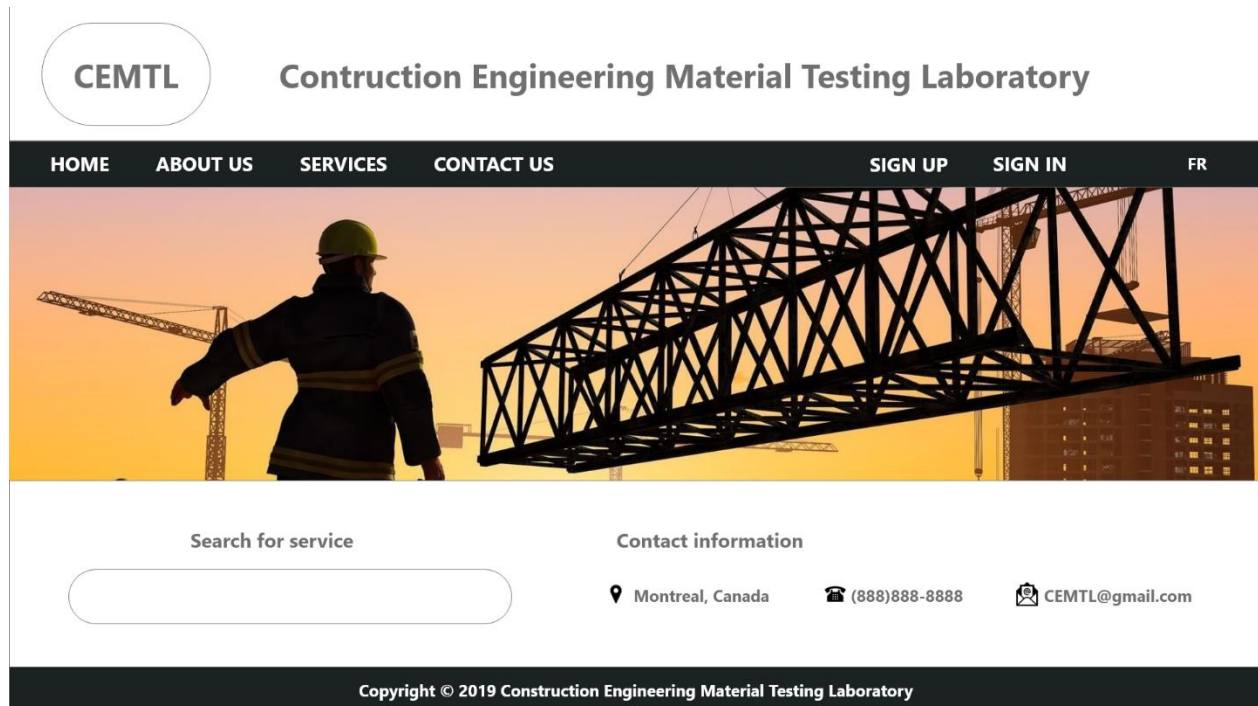 CEMTL
Contruction Engineering Material Testing Laboratory
HOME ABOUT US SERVICES CONTACT US SIGN UP SIGN IN FR
Search for service
Contact information
Montreal, Canada (888)888-8888 CEMTL@gmail.com
Copyright © 2019 Construction Engineering Material Testing Laboratory